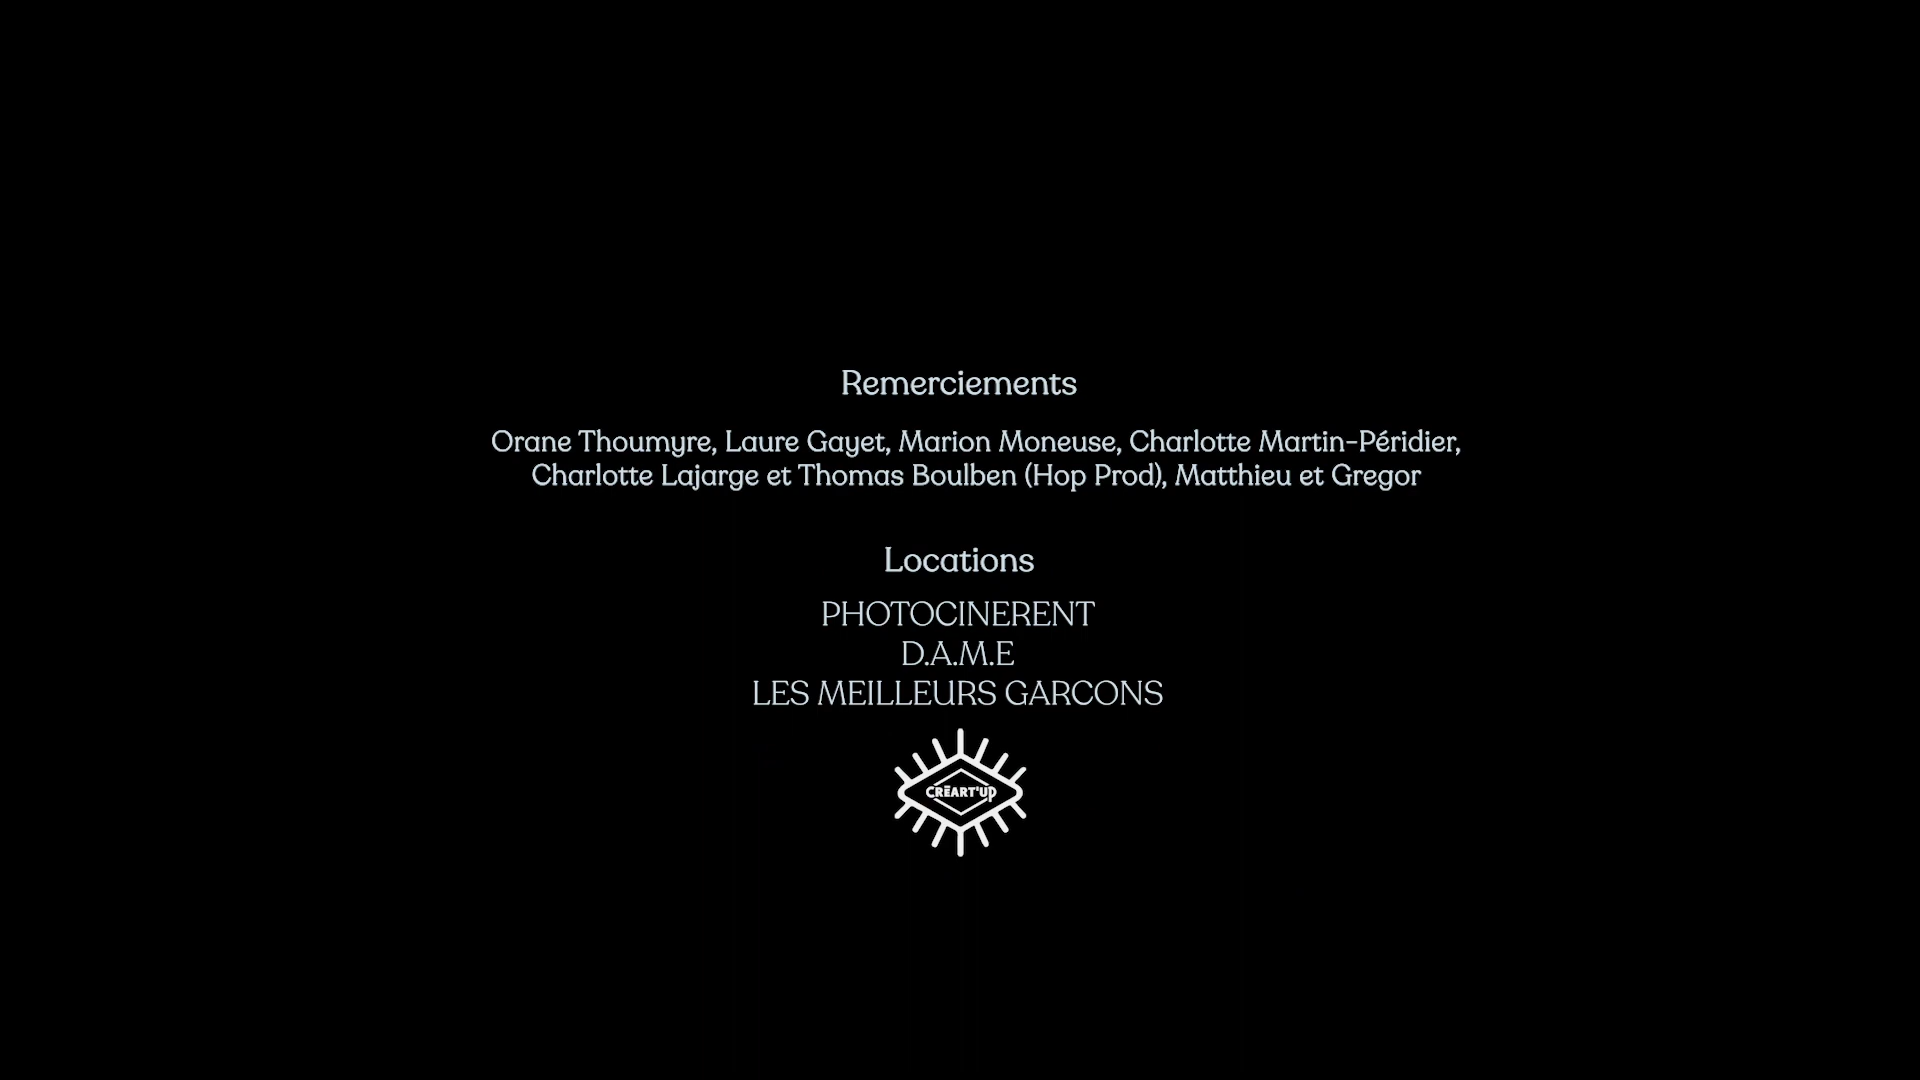 Remerciements
Orane Thoumyre, Laure Gayet, Marion Moneuse, Charlotte Martin-Péridier,
Charlotte Lajarge et Thomas Boulben (Hop Prod), Matthieu et Gregor
Locations
PHOTOCINERENT
D.A.M.E
LES MEILLEURS GARCONS
CRĒART'UP